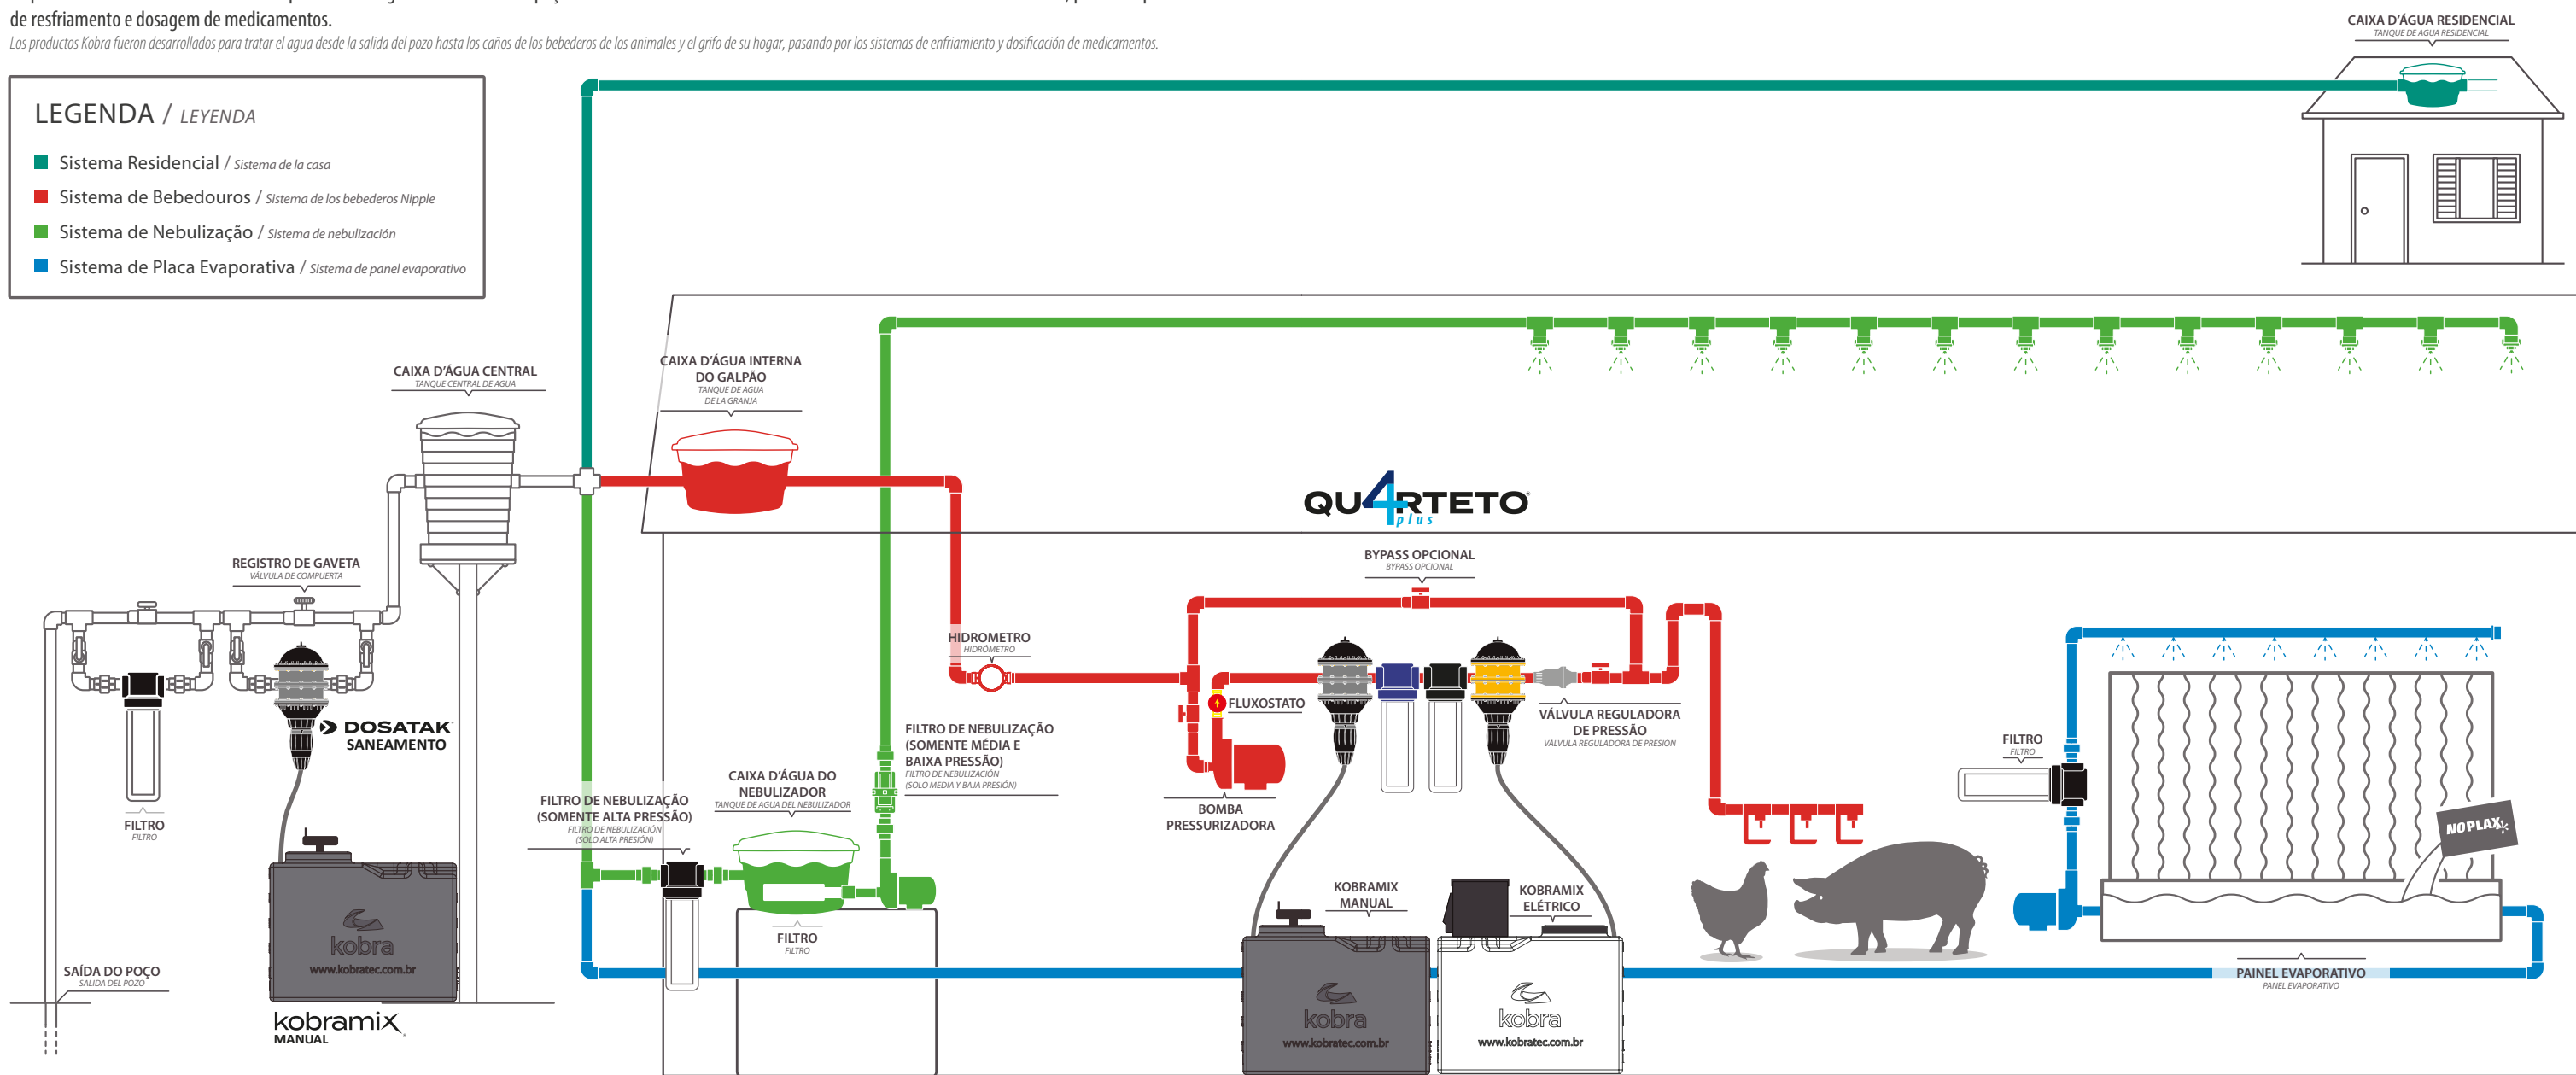 de resfriamento e dosagem de medicamentos.
Los productos Kobra fueron desarrollados para tratar el agua desde la salida del pozo hasta los caños de los bebederos de los animales y el grifo de su hogar, pasando por los sistemas de enfriamiento y dosificación de medicamentos.
LEGENDA / LEYENDA
Sistema Residencial / Sistema de la casa
Sistema de Bebedouros / Sistema de los bebederos Nipple
Sistema de Nebulização / Sistema de nebulización
Sistema de Placa Evaporativa / Sistema de panel evaporativo
CAIXA D'ÁGUA RESIDENCIAL
TANQUE DE AGUA RESIDENCIAL
CAIXA D'ÁGUA CENTRAL
TANQUE CENTRAL DE AGUA
CAIXA D'ÁGUA INTERNA
DO GALPÃO
TANQUE DE AGUA
DE LA GRANJA
QU4RTETO
plus
REGISTRO DE GAVETA
VÁLVULA DE COMPUERTA
BYPASS OPCIONAL
BYPASS OPCIONAL
HIDROMETRO
HIDRÓMETRO
FLUXOSTATO
VÁLVULA REGULADORA
DE PRESSÃO
VÁLVULA REGULADORA DE PRESIÓN
DOSATAK
SANEAMENTO
FILTRO DE NEBULIZAÇÃO
(SOMENTE MÉDIA E
BAIXA PRESSÃO)
FILTRO DE NEBULIZACIÓN
(SOLO MEDIA Y BAJA PRESIÓN)
FILTRO
FILTRO
CAIXA D'ÁGUA DO
NEBULIZADOR
TANQUE DE AGUA DEL NEBULIZADOR
FILTRO DE NEBULIZAÇÃO
(SOMENTE ALTA PRESSÃO)
FILTRO DE NEBULIZACIÓN
(SOLO ALTA PRESIÓN)
BOMBA
PRESSURIZADORA
FILTRO
FILTRO
NOPLAX
KOBRAMIX
MANUAL
KOBRAMIX
ELÉTRICO
FILTRO
FILTRO
kobra
www.kobratec.com.br
SAÍDA DO POÇO
SALIDA DEL POZO
PAINEL EVAPORATIVO
PANEL EVAPORATIVO
kobramix
MANUAL
kobra
www.kobratec.com.br
kobra
www.kobratec.com.br